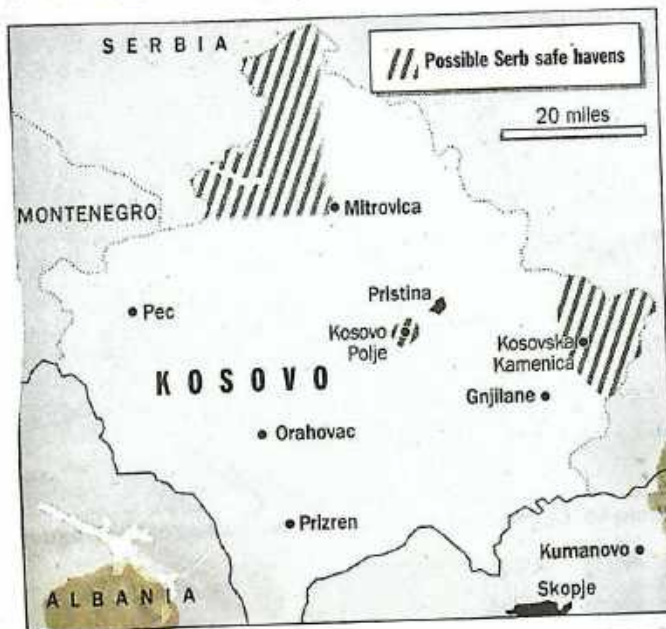 SERBIA
Possible Serb safe havens
20 miles
MONTENEGRO
Mitrovica
Pristina
Pec
Kosovo
Polje
Kosovska
Kamenica
KOSOVO
Gnjilane
Orahovac
Prizren
Kumanovo
Skopje
ALBANIA